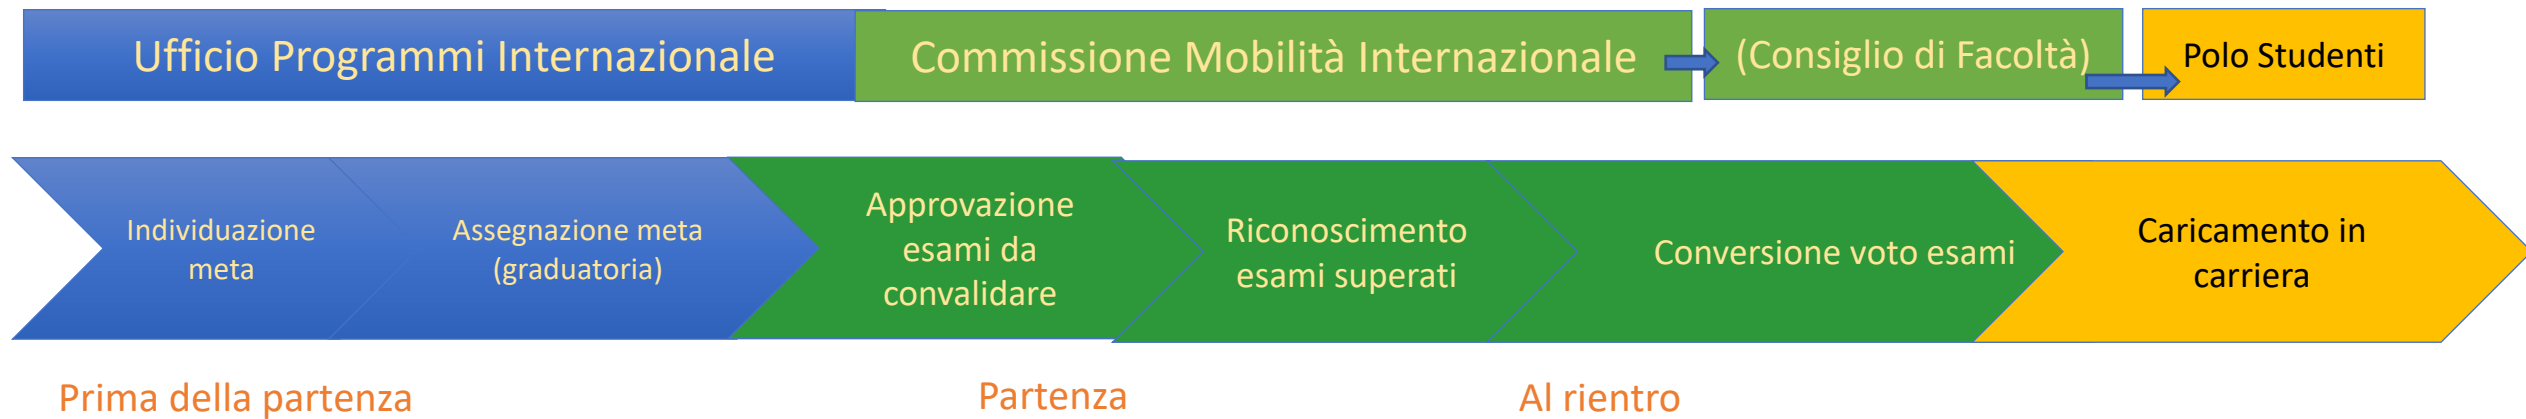 Ufficio Programmi Internazionale
Commissione Mobilità Internazionale
(Consiglio di Facoltà)
Polo Studenti
Individuazione
meta
Assegnazione meta
(graduatoria)
Approvazione
esami da
convalidare
Riconoscimento
esami superati
Conversione voto esami
Caricamento in
carriera
Prima della partenza
Partenza
Al rientro